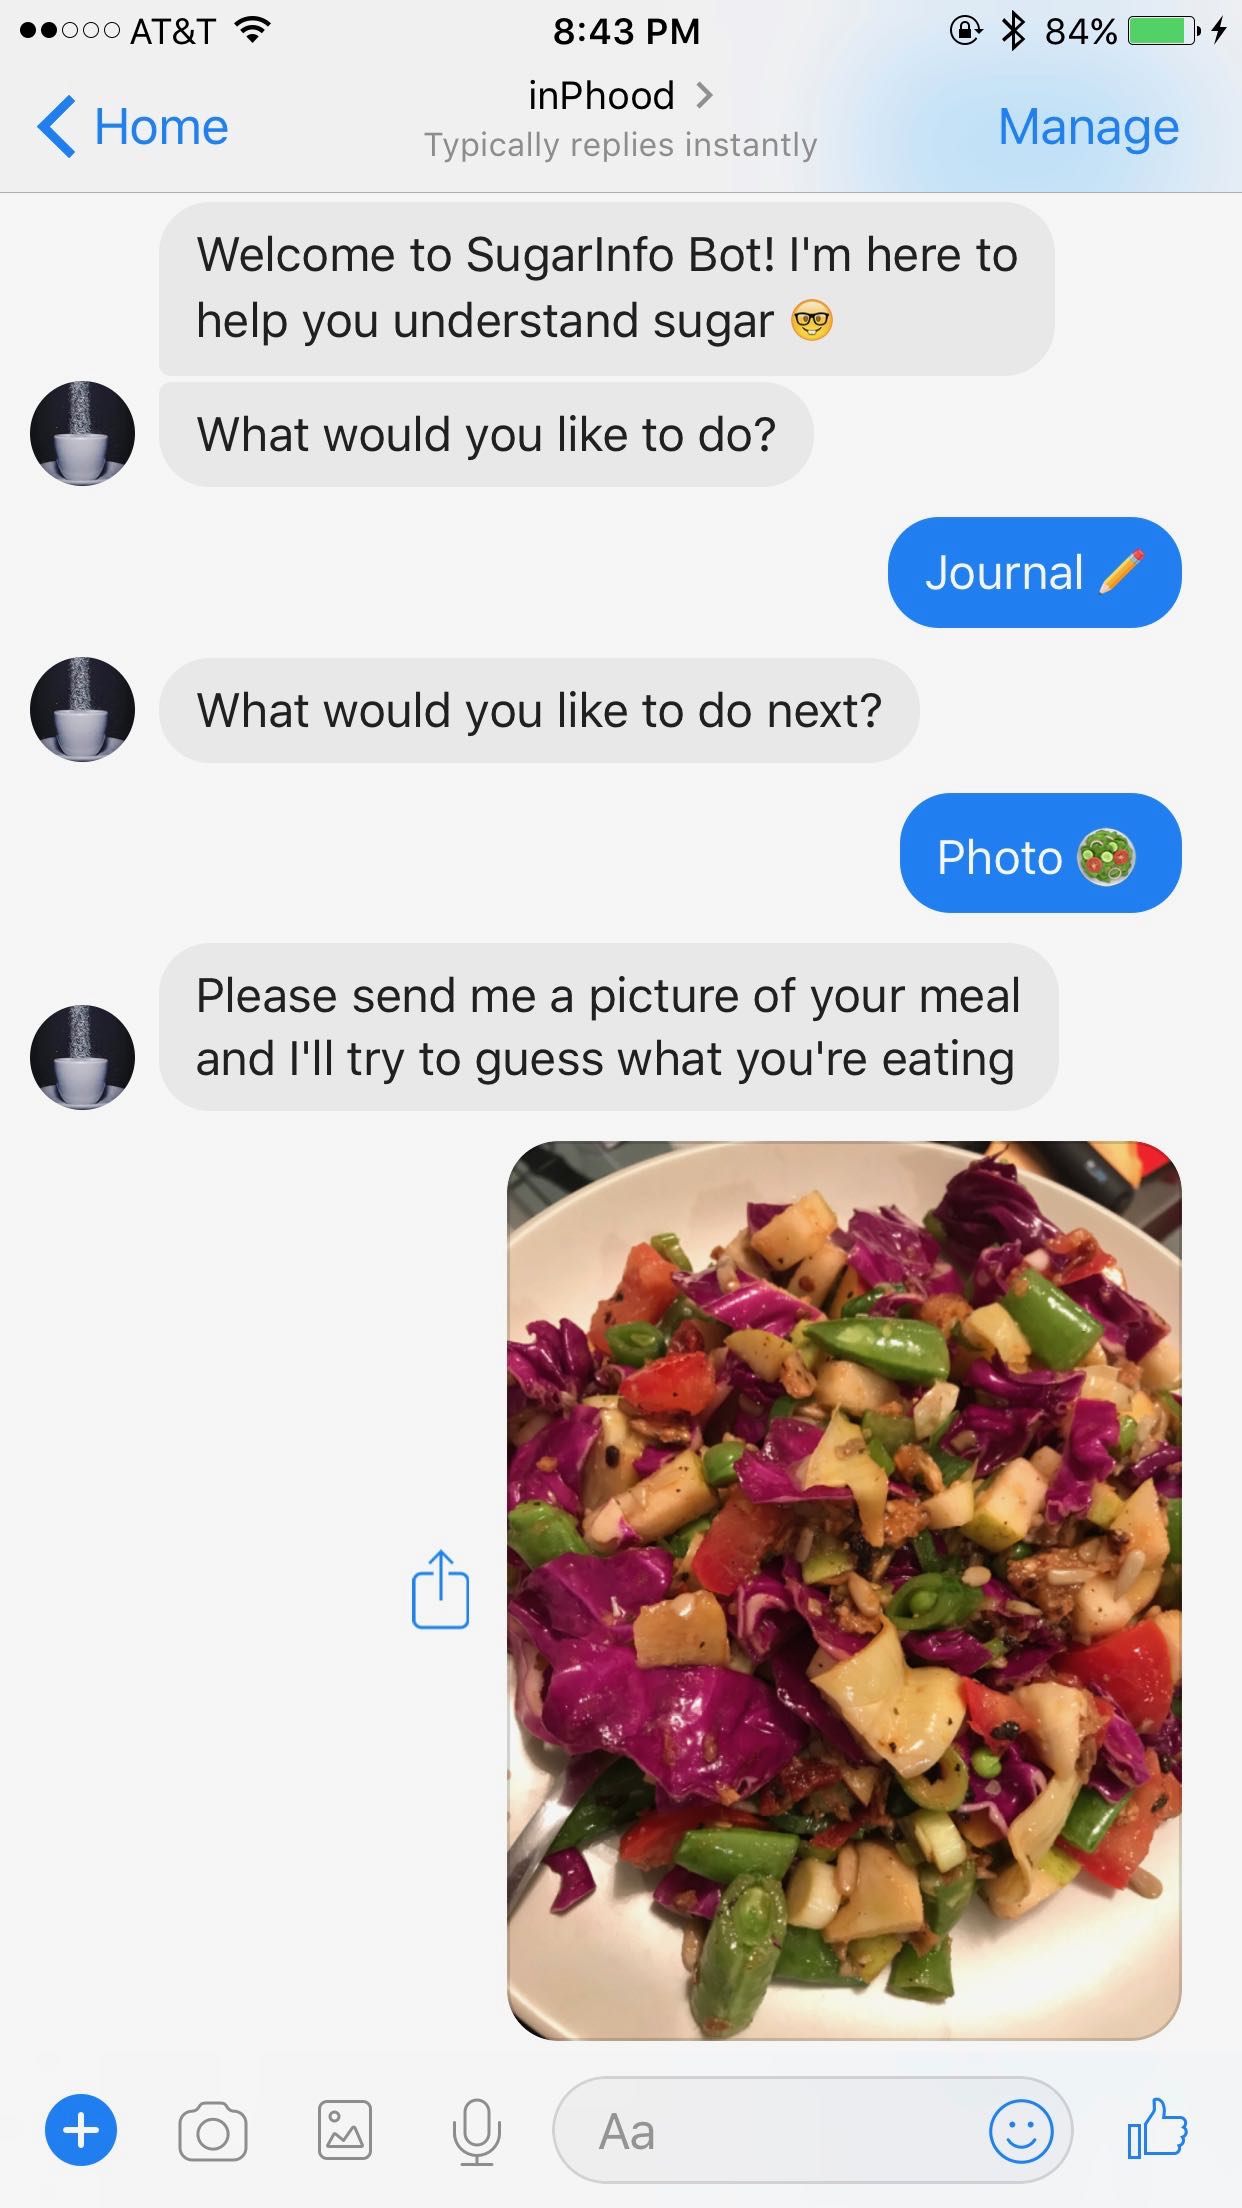 AT&T 8:43 PM 84%
Home inPhood Manage
Typically replies instantly
Welcome to SugarInfo Bot! I'm here to
help you understand sugar 🤓
What would you like to do?
Journal ✏️
What would you like to do next?
Photo 🥗
Please send me a picture of your meal
and I'll try to guess what you're eating
Aa